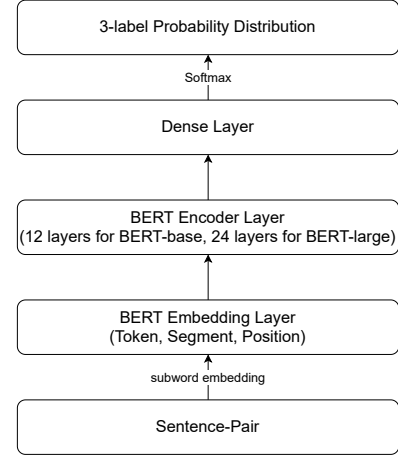 3-label Probability Distribution
Softmax
Dense Layer
BERT Encoder Layer
(12 layers for BERT-base, 24 layers for BERT-large)
BERT Embedding Layer
(Token, Segment, Position)
subword embedding
Sentence-Pair